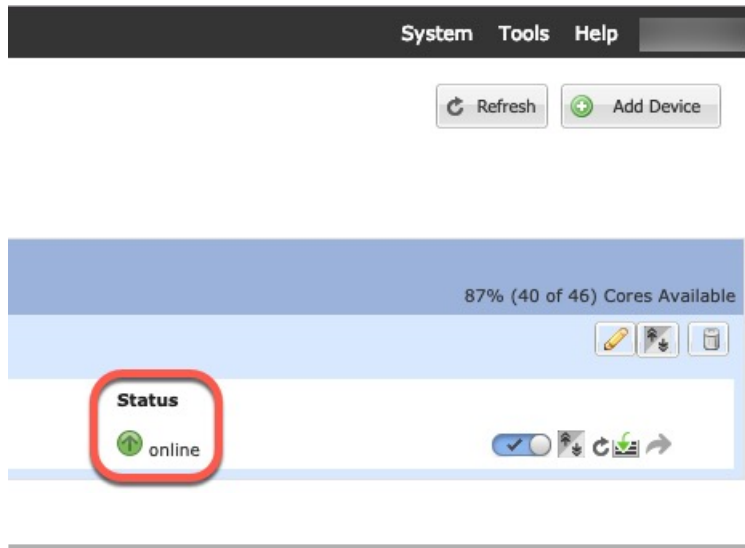 System Tools Help
Refresh Add Device
87% (40 of 46) Cores Available
Status
online